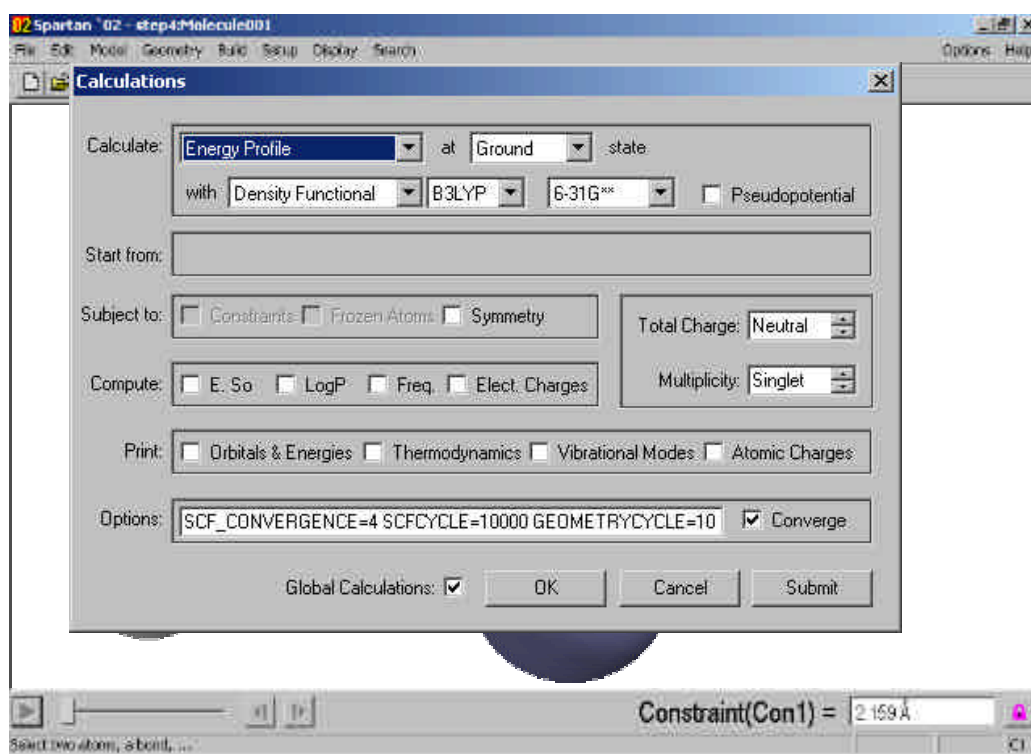 Spartan '02 - step4:Molecule001
File Edit Model Geometry Build Setup Display Search Options Help
Calculations
Calculate: Energy Profile at Ground state
with Density Functional B3LYP 6-31G** Pseudopotential
Start from:
Subject to: Constraints Frozen Atoms Symmetry
Total Charge: Neutral
Compute: E. So LogP Freq. Elect. Charges
Multiplicity: Singlet
Print: Orbitals & Energies Thermodynamics Vibrational Modes Atomic Charges
Options: SCF_CONVERGENCE=4 SCFCYCLE=10000 GEOMETRYCYCLE=10 Converge
Global Calculations: OK Cancel Submit
Constraint(Con1) = 2.159 Å
Select two atoms, a bond, ... C1